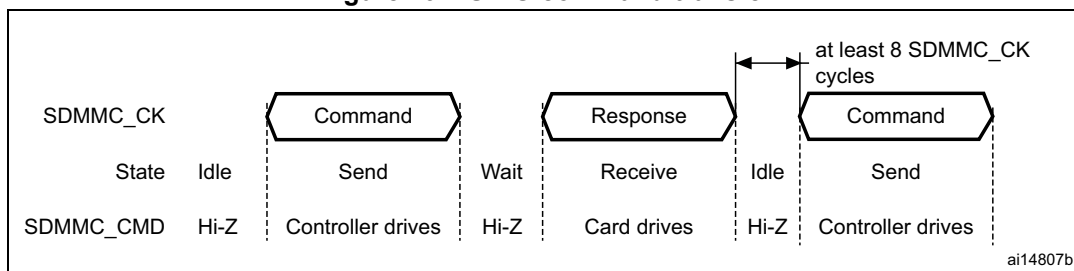 at least 8 SDMMC_CK
cycles
SDMMC_CK Command Response Command
State Idle Send Wait Receive Idle Send
SDMMC_CMD Hi-Z Controller drives Hi-Z Card drives Hi-Z Controller drives
ai14807b